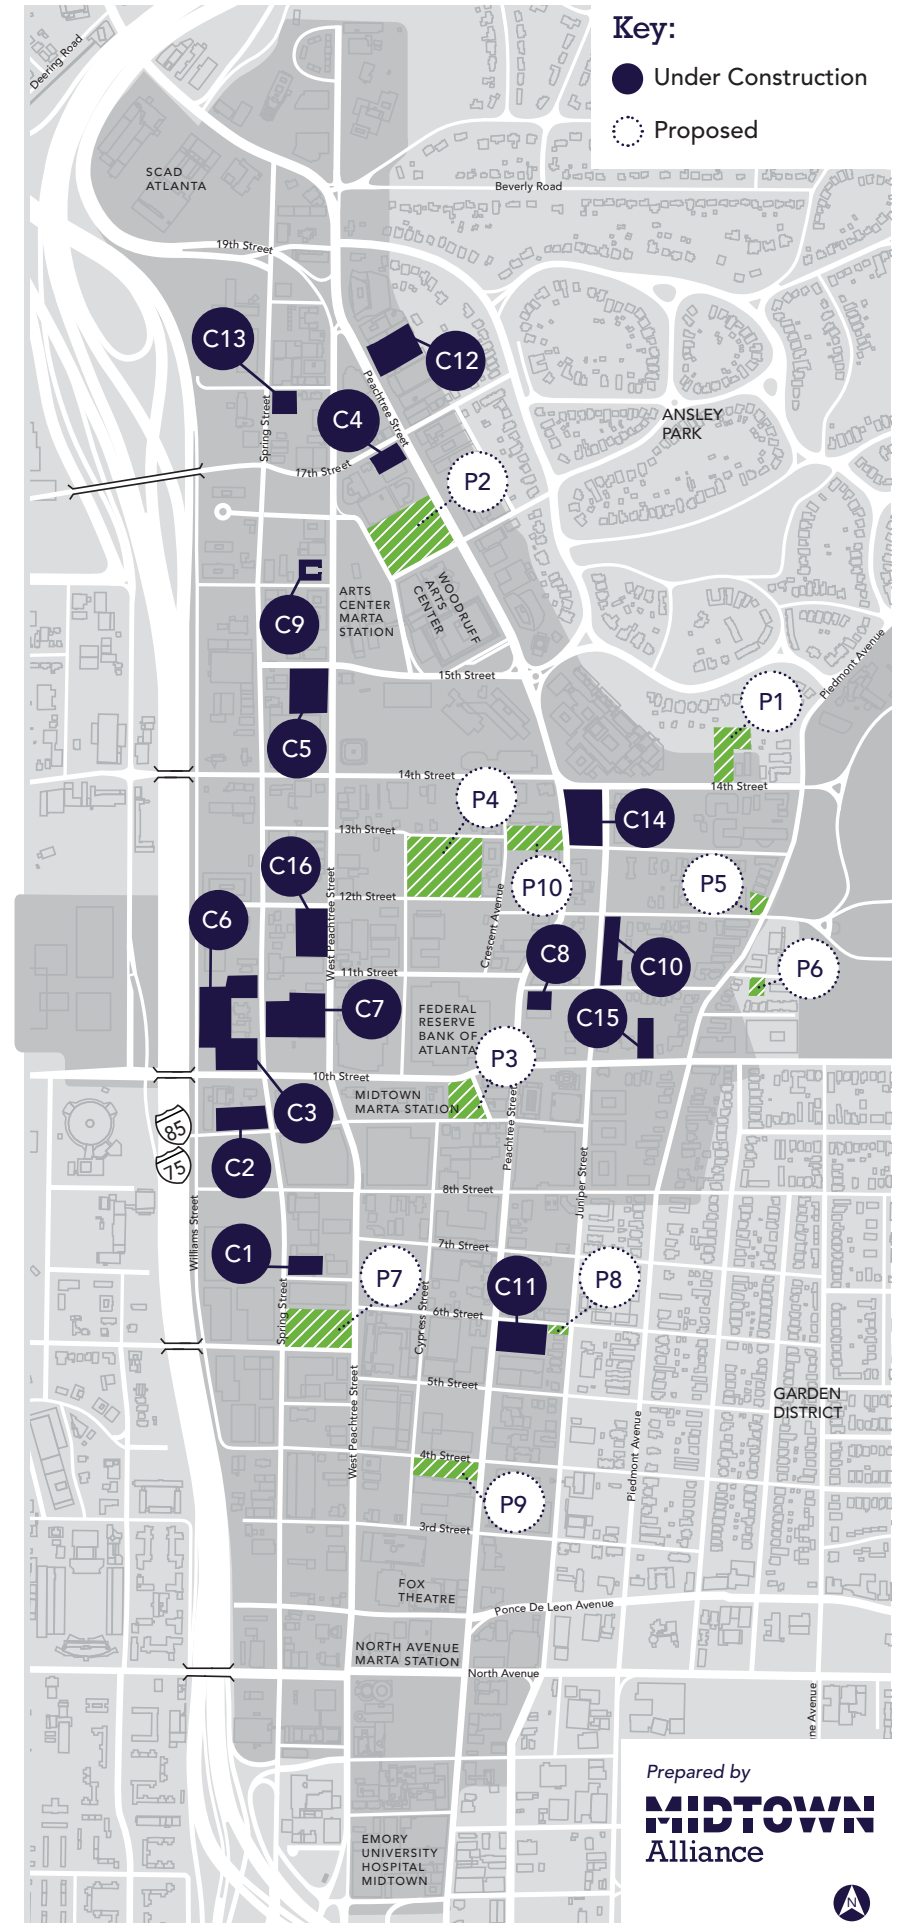 Key:
Under Construction
Proposed
Deering Road
SCAD
ATLANTA
Beverly Road
19th Street
C13
C12
Peachtree Street
C4
Spring Street
ANSLEY
PARK
17th Street
P2
C9
ARTS
CENTER
MARTA
STATION
WOODRUFF
ARTS
CENTER
15th Street
Piedmont Avenue
P1
C5
14th Street
14th Street
P4
C14
13th Street
C16
P10
P5
12th Street
West Peachtree Street
Crescent Avenue
C6
C8
C10
P6
11th Street
C7
FEDERAL
RESERVE
BANK OF
ATLANTA
C15
P3
10th Street
MIDTOWN
MARTA STATION
C3
85
75
C2
Peachtree Street
Juniper Street
8th Street
Williams Street
C1
7th Street
P7
C11
P8
Spring Street
Cypress Street
6th Street
5th Street
GARDEN
DISTRICT
West Peachtree Street
Piedmont Avenue
4th Street
P9
3rd Street
FOX
THEATRE
Ponce De Leon Avenue
NORTH AVENUE
MARTA STATION
North Avenue
Avenue
Prepared by
MIDTOWN
Alliance
EMORY
UNIVERSITY
HOSPITAL
MIDTOWN
N